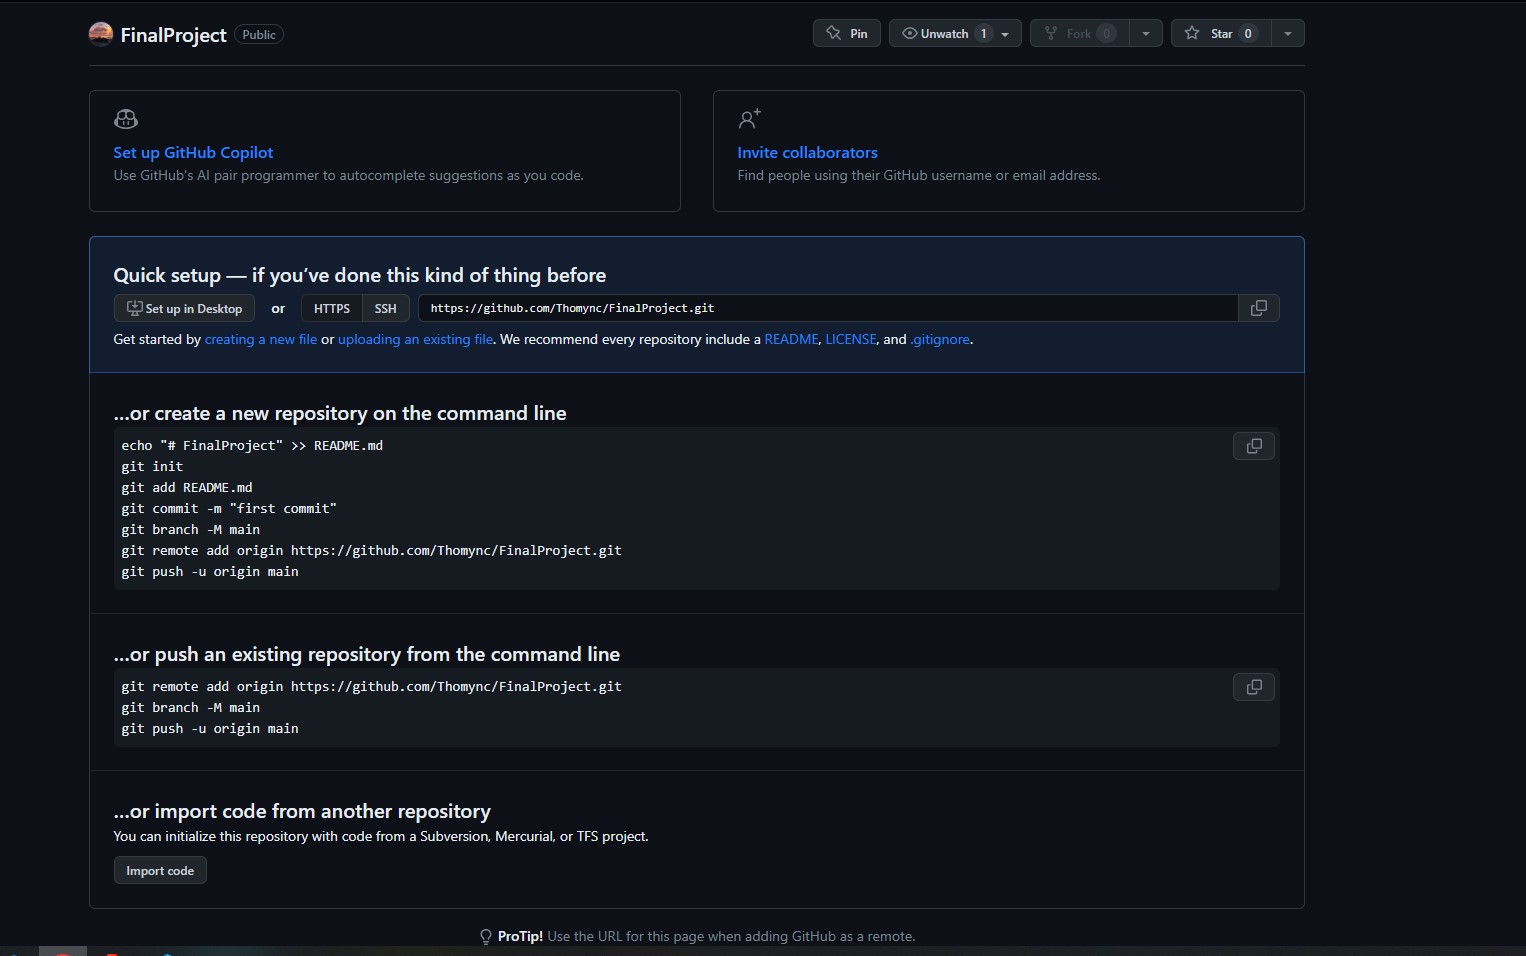 FinalProject Public
Pin Unwatch 1 Fork 0 Star 0
Set up GitHub Copilot
Use GitHub's AI pair programmer to autocomplete suggestions as you code.
Invite collaborators
Find people using their GitHub username or email address.
Quick setup — if you’ve done this kind of thing before
Set up in Desktop or HTTPS SSH https://github.com/Thomync/FinalProject.git
Get started by creating a new file or uploading an existing file. We recommend every repository include a README, LICENSE, and .gitignore.
…or create a new repository on the command line
echo "# FinalProject" >> README.md
git init
git add README.md
git commit -m "first commit"
git branch -M main
git remote add origin https://github.com/Thomync/FinalProject.git
git push -u origin main
…or push an existing repository from the command line
git remote add origin https://github.com/Thomync/FinalProject.git
git branch -M main
git push -u origin main
…or import code from another repository
You can initialize this repository with code from a Subversion, Mercurial, or TFS project.
Import code
ProTip! Use the URL for this page when adding GitHub as a remote.